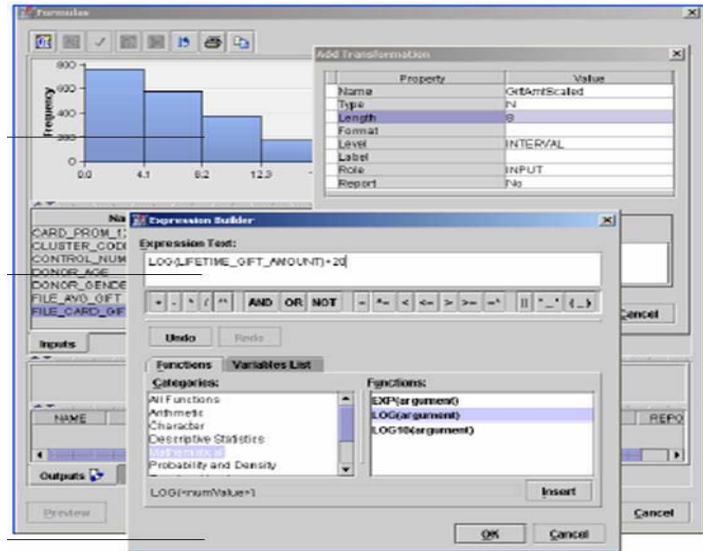 Formulas
800
600
400
200
0
Frequency
0.0 4.1 8.2 12.3
Add Transformation
Property Value
Name GiftAmtScaled
Type N
Length 8
Format
Level INTERVAL
Label
Role INPUT
Report No
Na
CARD_PROM_12
CLUSTER_CODE
CONTROL_NUM
DONOR_AGE
DONOR_GENDE
FILE_AVG_GIFT
FILE_CARD_GIF
Inputs
Cancel
Expression Builder
Expression Text:
LOG(LIFETIME_GIFT_AMOUNT)+20
+ - * / ** AND OR NOT = ^= < <= > >= =* || "_" (_)
Undo Redo
Functions Variables List
Categories:
All Functions
Arithmetic
Character
Descriptive Statistics
Mathematical
Probability and Density
Functions:
EXP(argument)
LOG(argument)
LOG10(argument)
LOG(<numValue>)
Insert
OK Cancel
NAME REPO
Outputs
Preview Cancel